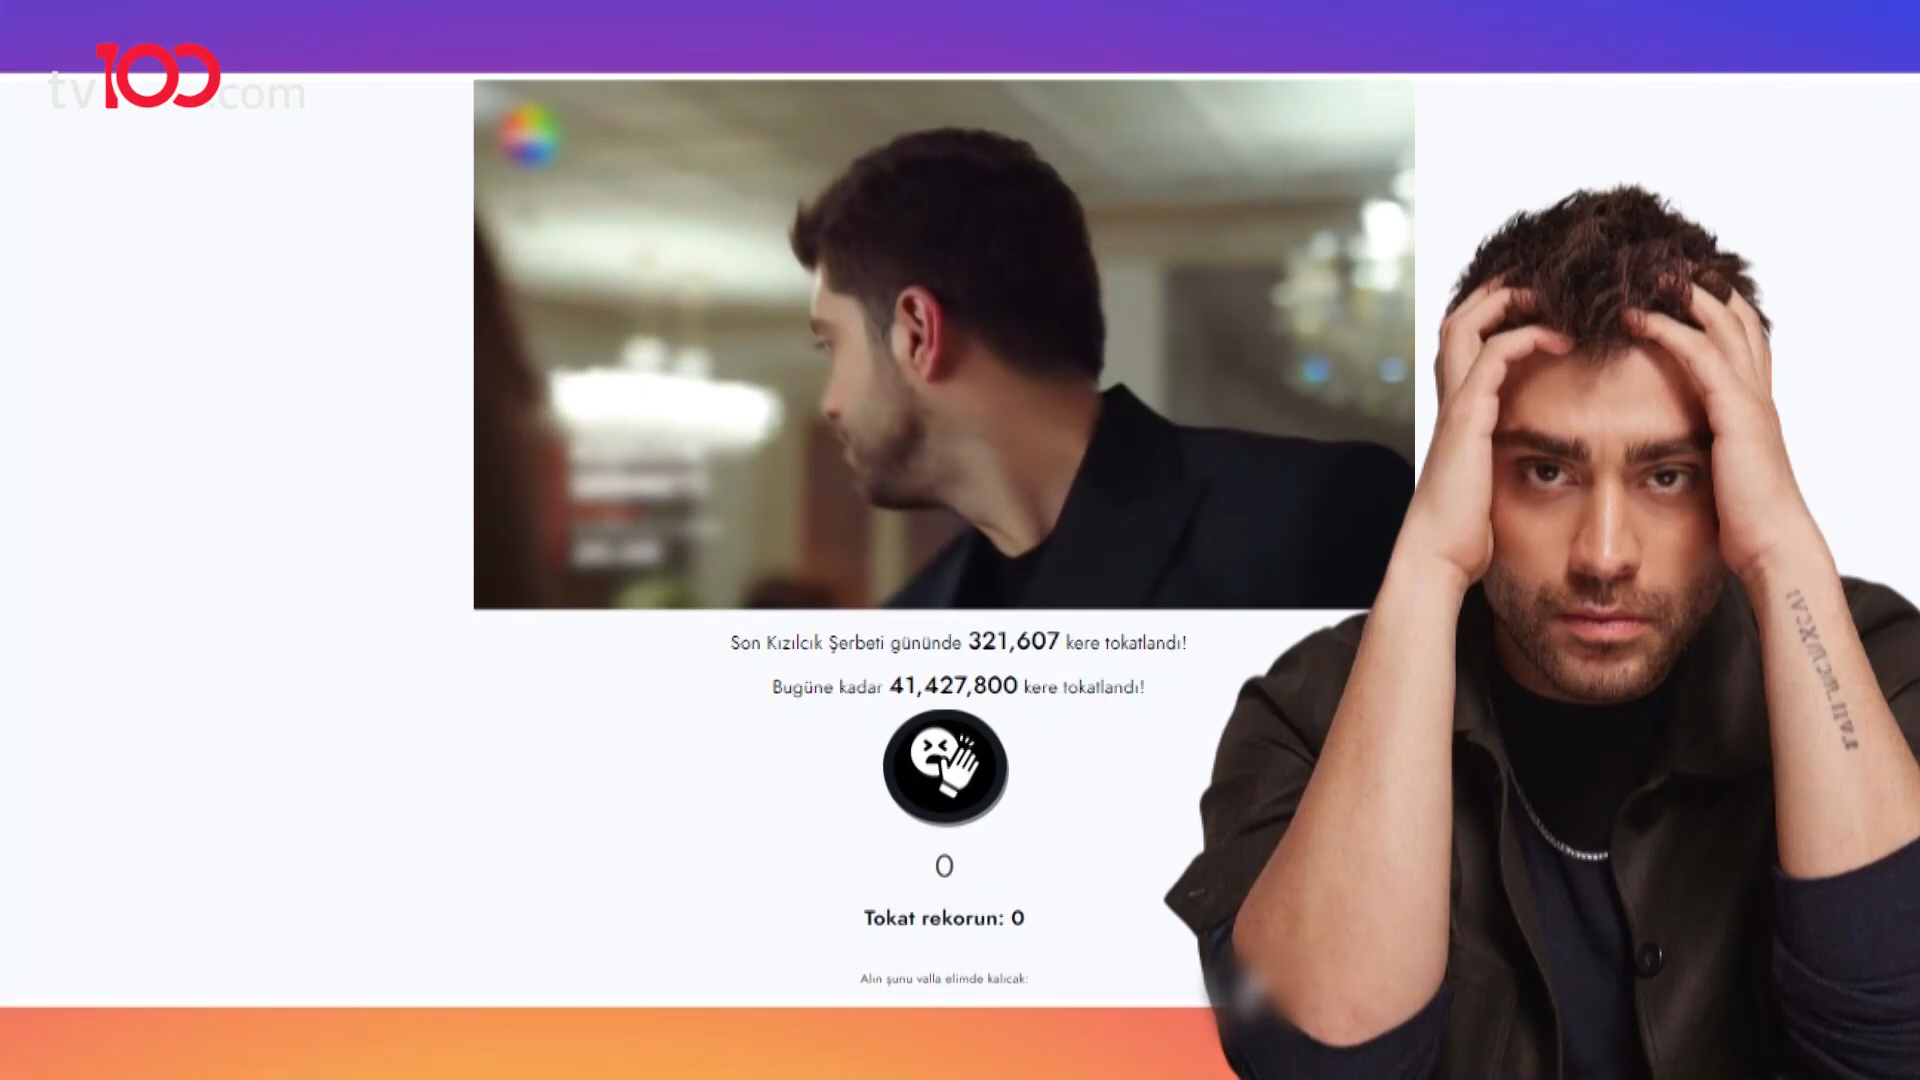 tv100.com
Son Kızılcık Şerbeti gününde 321,607 kere tokatlandı!
Bugüne kadar 41,427,800 kere tokatlandı!
0
Tokat rekorun: 0
Alın şunu valla elimde kalıcak: